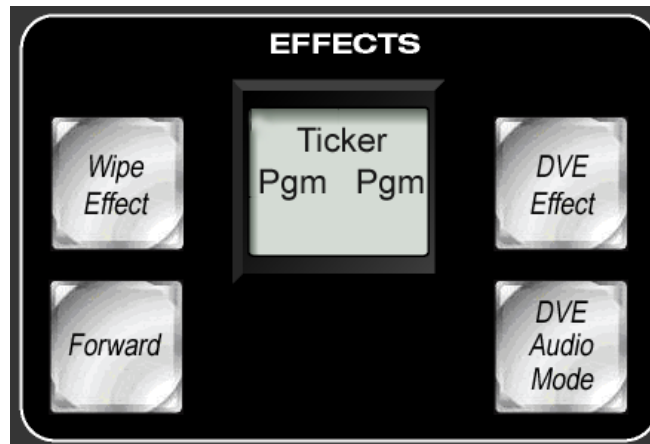 EFFECTS
Wipe
Effect
Ticker
Pgm Pgm
DVE
Effect
Forward
DVE
Audio
Mode